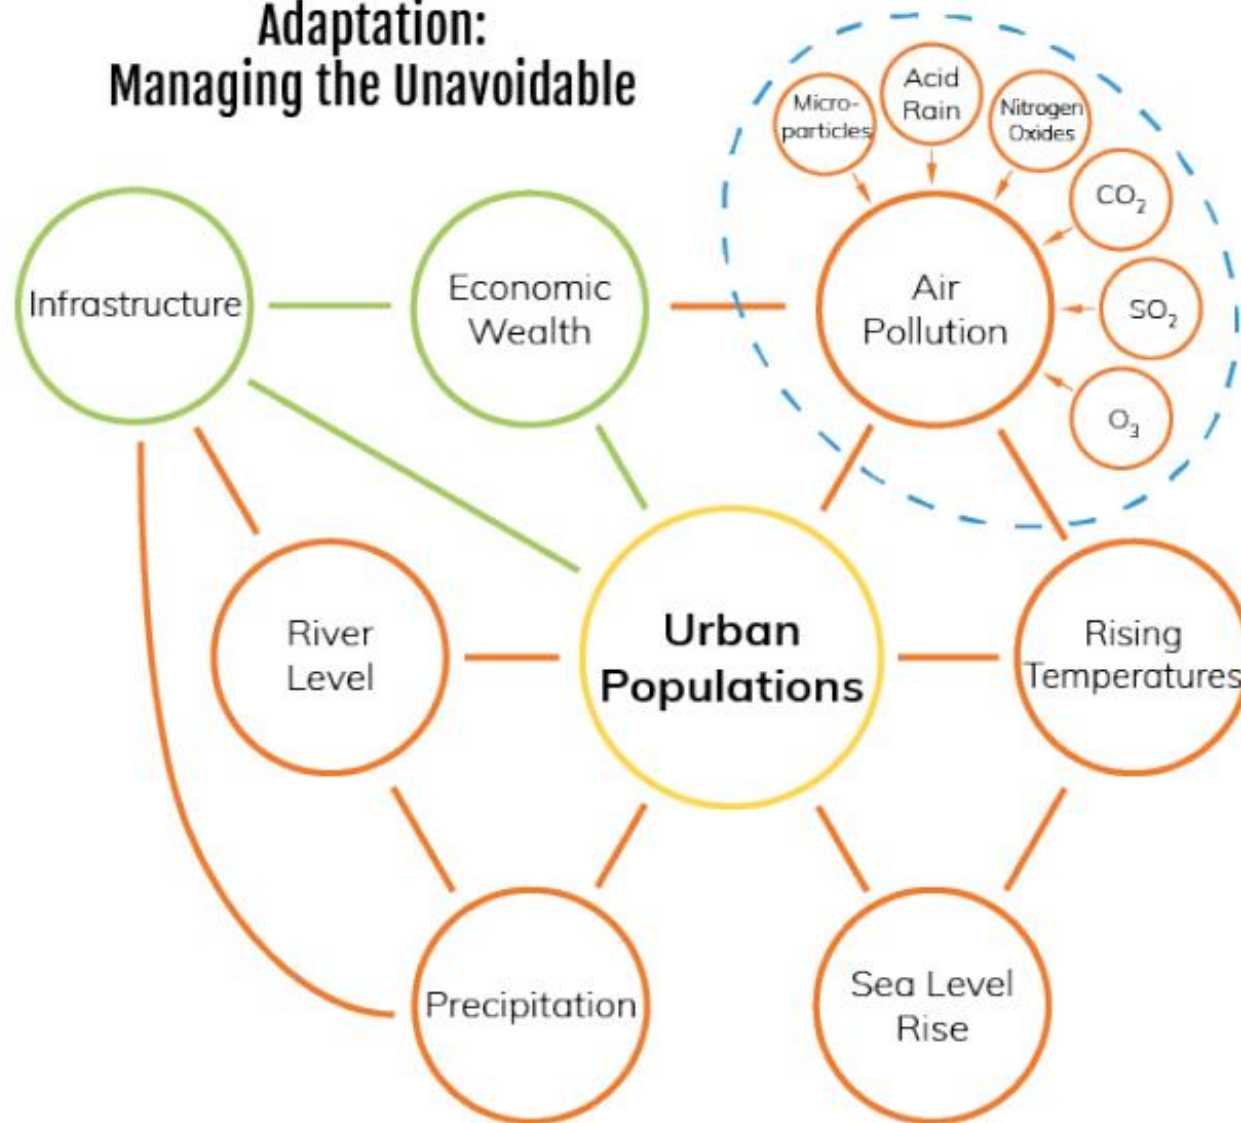 Adaptation:
Managing the Unavoidable
Micro-
particles
Acid
Rain
Nitrogen
Oxides
CO₂
SO₂
O₃
Infrastructure
Economic
Wealth
Air
Pollution
River
Level
Urban
Populations
Rising
Temperatures
Precipitation
Sea Level
Rise